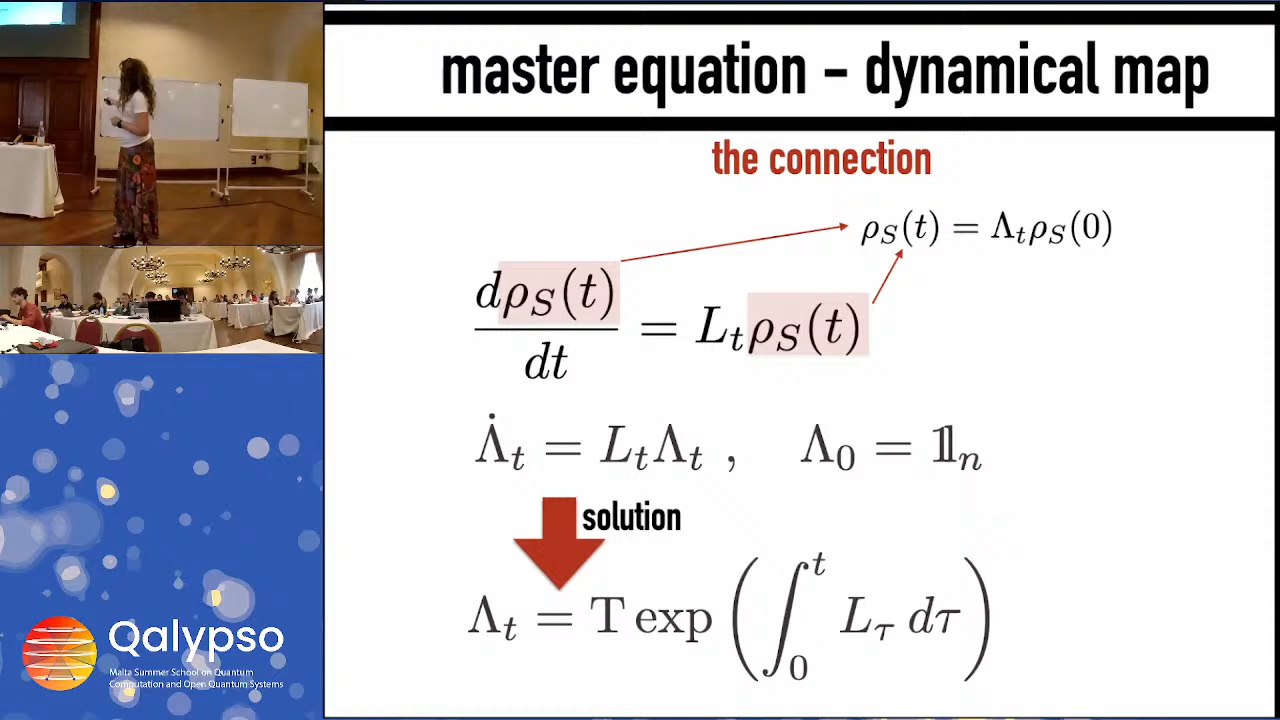 master equation – dynamical map
the connection
ρ_S(t) = Λ_t ρ_S(0)
dρ_S(t)/dt = L_t ρ_S(t)
Λ̇_t = L_t Λ_t , Λ_0 = 𝟙_n
solution
Λ_t = T exp ( ∫_0^t L_τ dτ )
Qalypso
Malta Summer School on Quantum
Computation and Open Quantum Systems